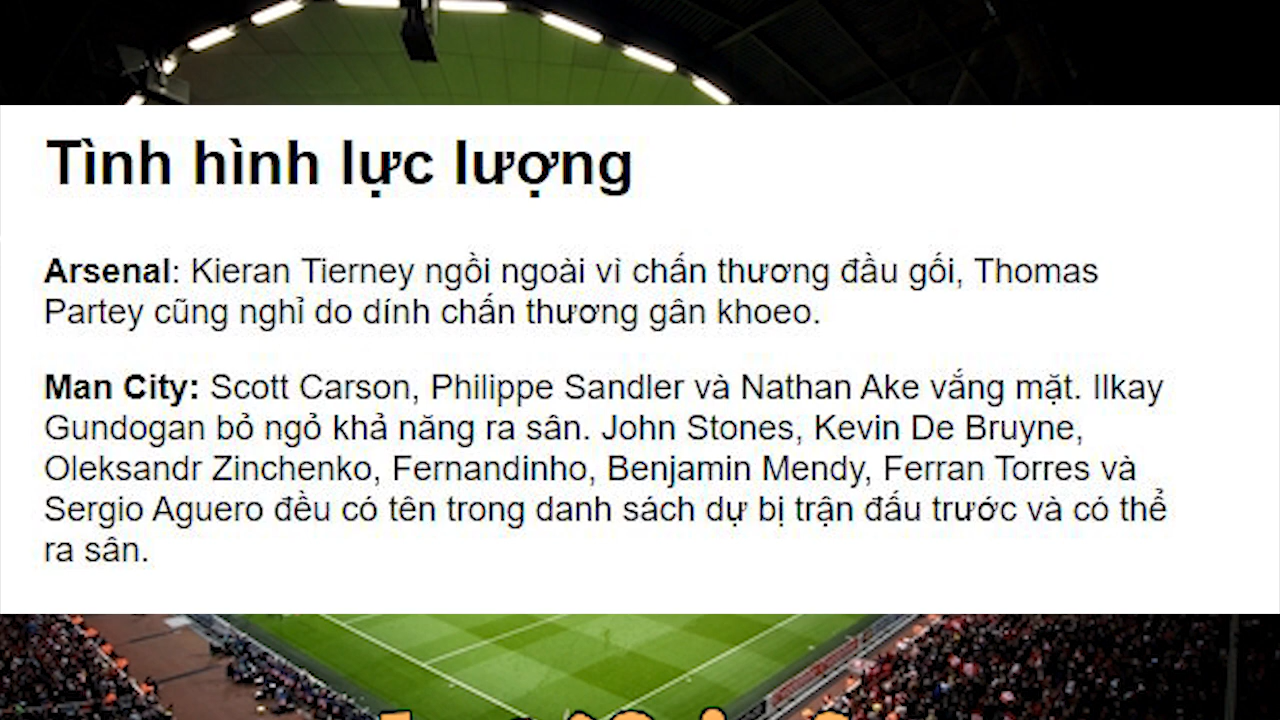 Tình hình lực lượng
Arsenal: Kieran Tierney ngồi ngoài vì chấn thương đầu gối, Thomas
Partey cũng nghỉ do dính chấn thương gân khoeo.
Man City: Scott Carson, Philippe Sandler và Nathan Ake vắng mặt. Ilkay
Gundogan bỏ ngỏ khả năng ra sân. John Stones, Kevin De Bruyne,
Oleksandr Zinchenko, Fernandinho, Benjamin Mendy, Ferran Torres và
Sergio Aguero đều có tên trong danh sách dự bị trận đấu trước và có thể
ra sân.